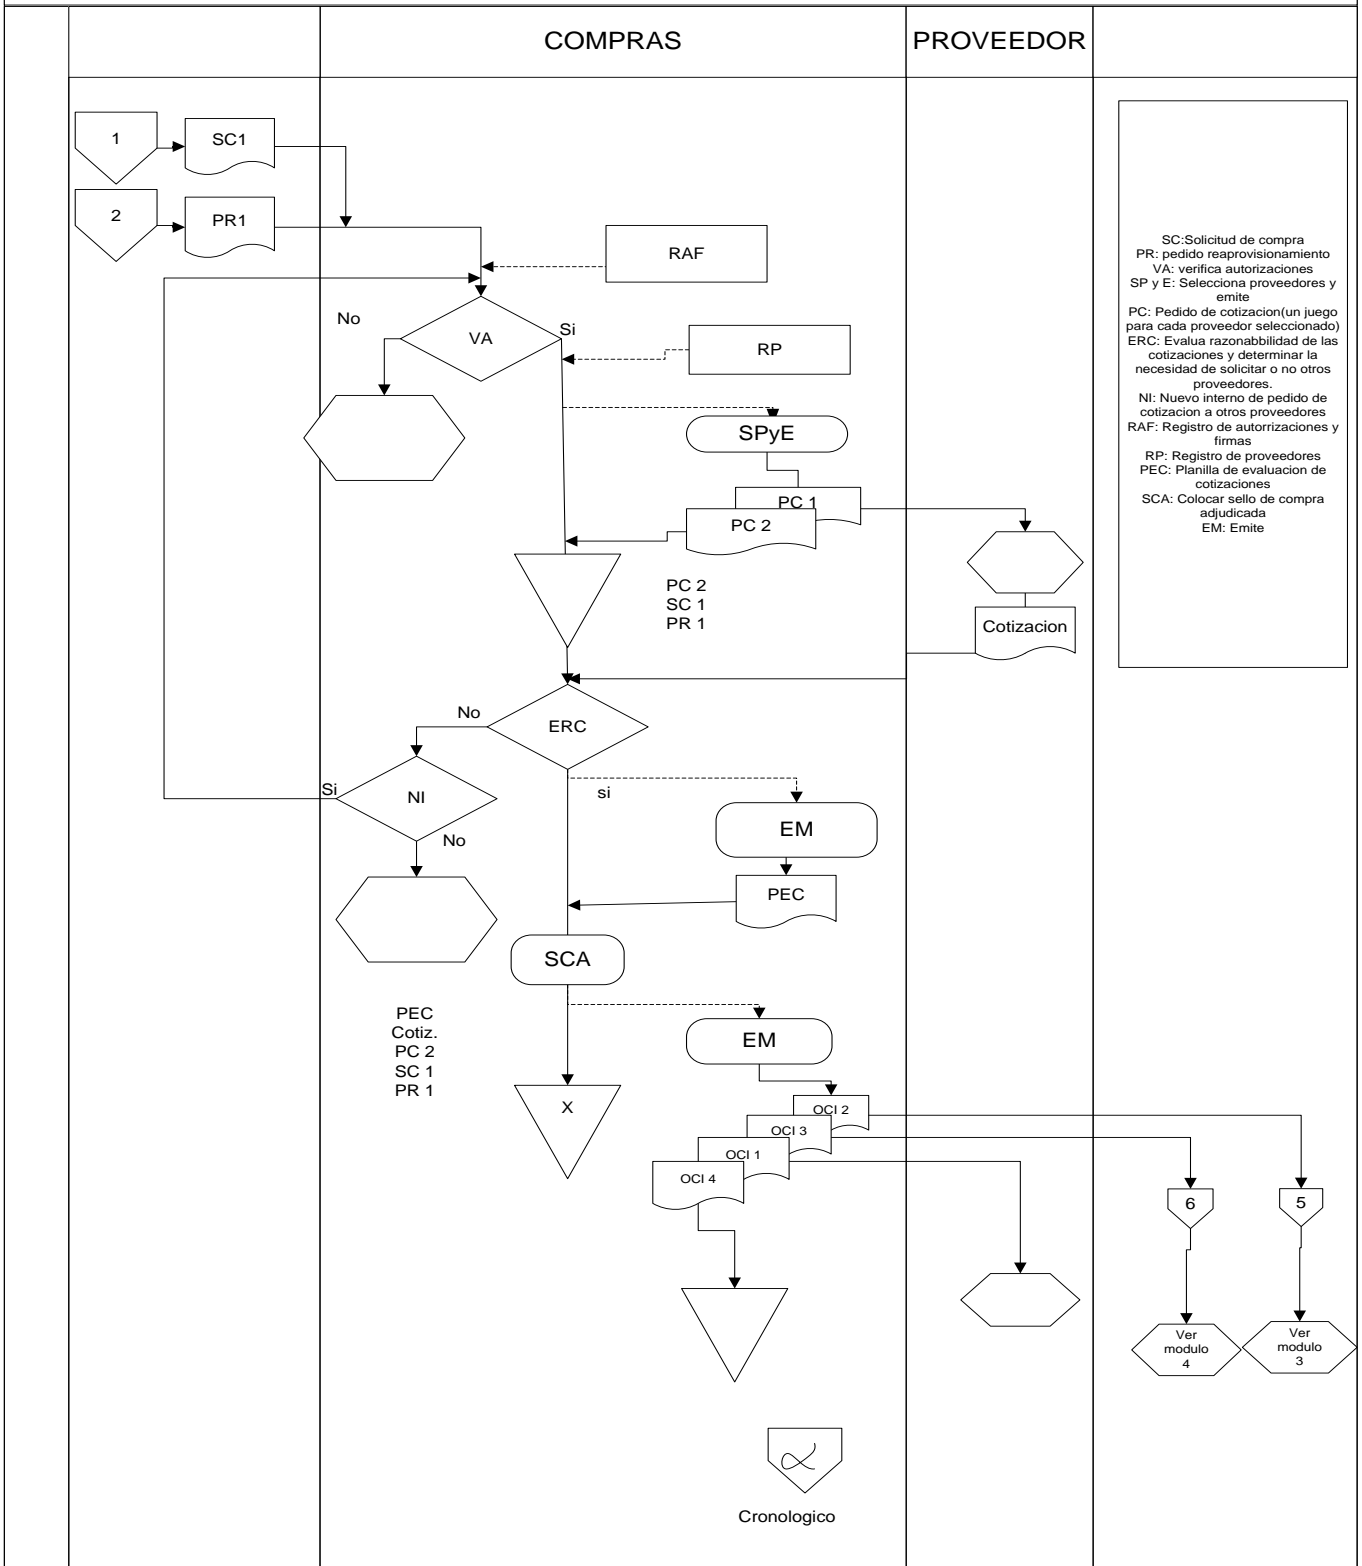 COMPRAS
PROVEEDOR
1
SC1
2
PR1
RAF
No
VA
Si
RP
SPyE
PC 1
PC 2
PC 2
SC 1
PR 1
Cotizacion
No
ERC
Si
NI
si
No
EM
PEC
SCA
PEC
Cotiz.
PC 2
SC 1
PR 1
EM
X
OCI 2
OCI 3
OCI 1
OCI 4
6
5
Ver
modulo
4
Ver
modulo
3
Cronologico
SC:Solicitud de compra
PR: pedido reaprovisionamiento
VA: verifica autorizaciones
SP y E: Selecciona proveedores y
emite
PC: Pedido de cotizacion(un juego
para cada proveedor seleccionado)
ERC: Evalua razonabbilidad de las
cotizaciones y determinar la
necesidad de solicitar o no otros
proveedores.
NI: Nuevo interno de pedido de
cotizacion a otros proveedores
RAF: Registro de autorrizaciones y
firmas
RP: Registro de proveedores
PEC: Planilla de evaluacion de
cotizaciones
SCA: Colocar sello de compra
adjudicada
EM: Emite